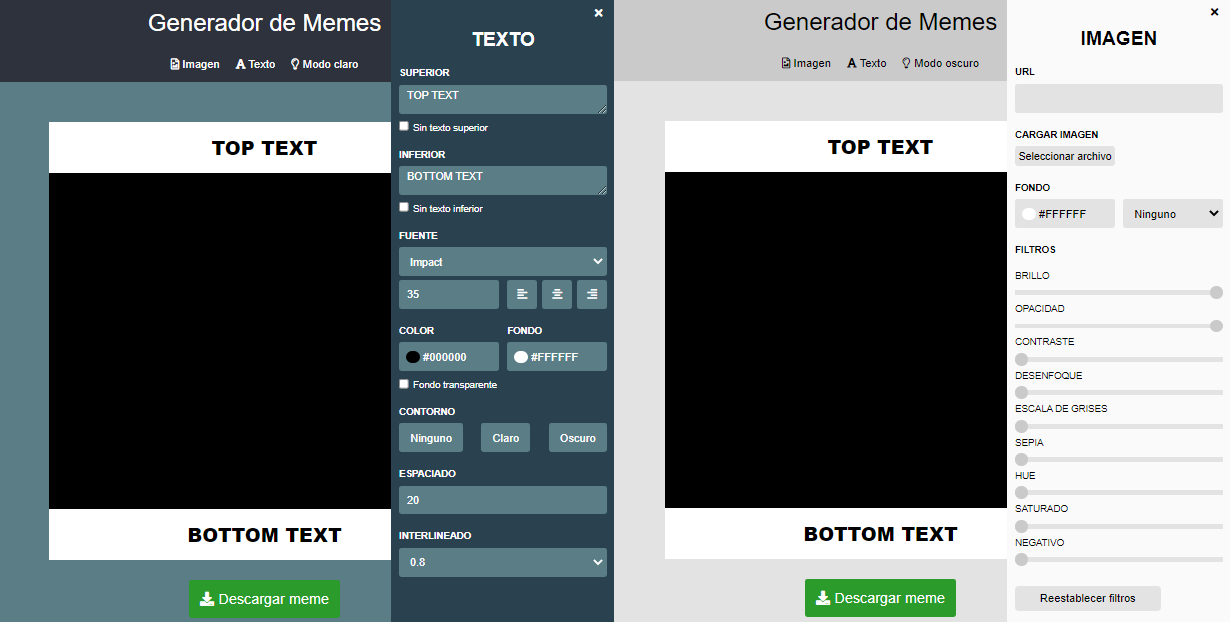 Generador de Memes
Imagen Texto Modo claro
TOP TEXT
BOTTOM TEXT
Descargar meme
×
TEXTO
SUPERIOR
TOP TEXT
Sin texto superior
INFERIOR
BOTTOM TEXT
Sin texto inferior
FUENTE
Impact
35
COLOR FONDO
#000000 #FFFFFF
Fondo transparente
CONTORNO
Ninguno Claro Oscuro
ESPACIADO
20
INTERLINEADO
0.8
Generador de Memes
Imagen Texto Modo oscuro
TOP TEXT
BOTTOM TEXT
Descargar meme
×
IMAGEN
URL
CARGAR IMAGEN
Seleccionar archivo
FONDO
#FFFFFF Ninguno
FILTROS
BRILLO
OPACIDAD
CONTRASTE
DESENFOQUE
ESCALA DE GRISES
SEPIA
HUE
SATURADO
NEGATIVO
Reestablecer filtros